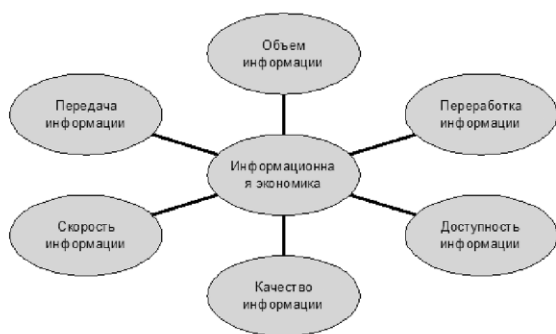 Объем
информации
Передача
информации
Переработка
информации
Информационна
я экономика
Скорость
информации
Доступность
информации
Качество
информации